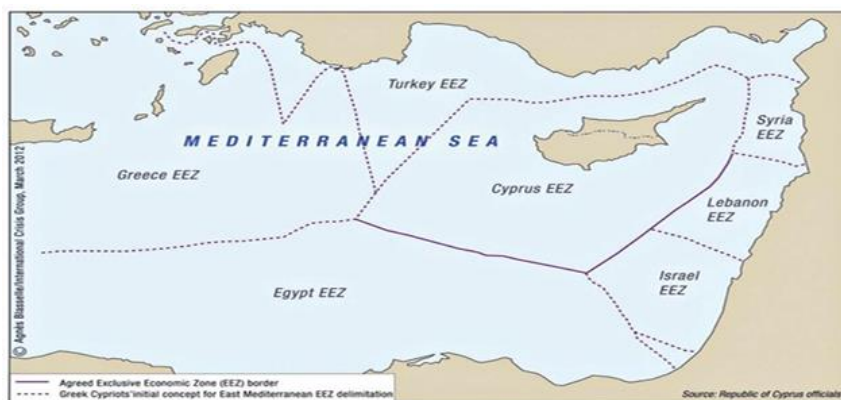 Turkey EEZ
MEDITERRANEAN SEA
Syria
EEZ
Greece EEZ
Cyprus EEZ
Lebanon
EEZ
Israel
EEZ
Egypt EEZ
© Agnès Blasselle/International Crisis Group, March 2012
Agreed Exclusive Economic Zone (EEZ) border
Greek Cypriots'initial concept for East Mediterranean EEZ delimitation
Source: Republic of Cyprus officials